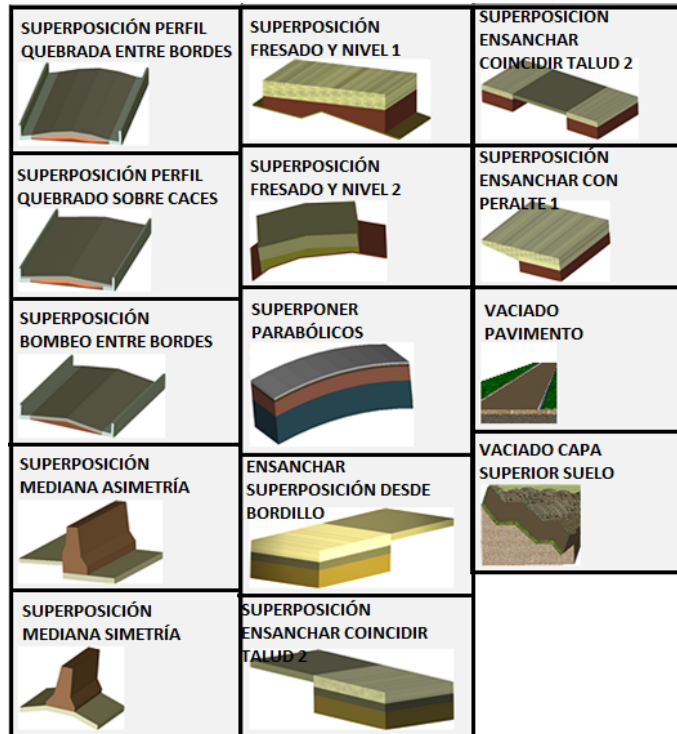 SUPERPOSICIÓN PERFIL
QUEBRADA ENTRE BORDES
SUPERPOSICIÓN PERFIL
QUEBRADO SOBRE CACES
SUPERPOSICIÓN
BOMBEO ENTRE BORDES
SUPERPOSICIÓN
MEDIANA ASIMETRÍA
SUPERPOSICIÓN
MEDIANA SIMETRÍA
SUPERPOSICIÓN
FRESADO Y NIVEL 1
SUPERPOSICIÓN
FRESADO Y NIVEL 2
SUPERPONER
PARABÓLICOS
ENSANCHAR
SUPERPOSICIÓN DESDE
BORDILLO
SUPERPOSICIÓN
ENSANCHAR COINCIDIR
TALUD 2
SUPERPOSICION
ENSANCHAR
COINCIDIR TALUD 2
SUPERPOSICIÓN
ENSANCHAR CON
PERALTE 1
VACIADO
PAVIMENTO
VACIADO CAPA
SUPERIOR SUELO